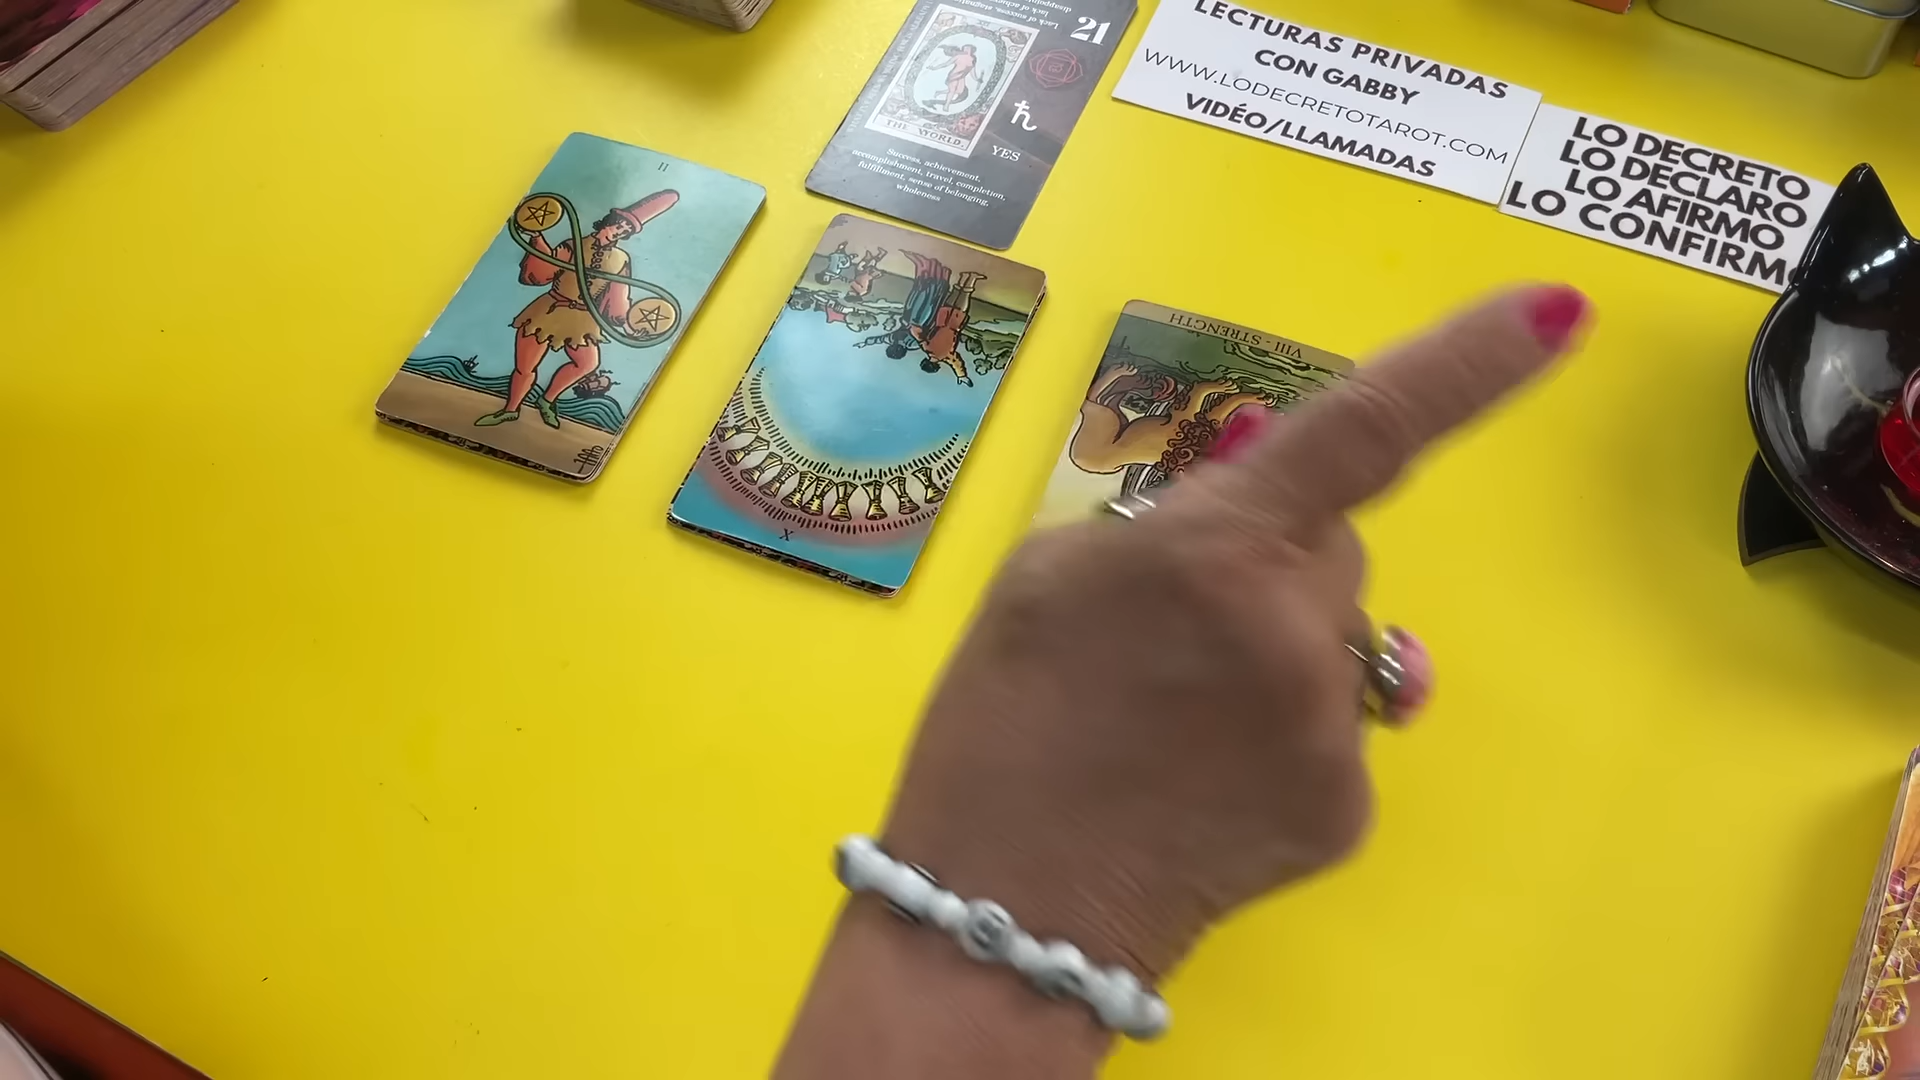 21
THE WORLD.
YES
Success, achievement,
accomplishment, travel, completion,
fulfillment, sense of belonging,
wholeness
LECTURAS PRIVADAS
CON GABBY
WWW.LODECRETOTAROT.COM
VIDÉO/LLAMADAS
LO DECRETO
LO DECLARO
LO AFIRMO
LO CONFIRM
II
X
VIII - STRENGTH